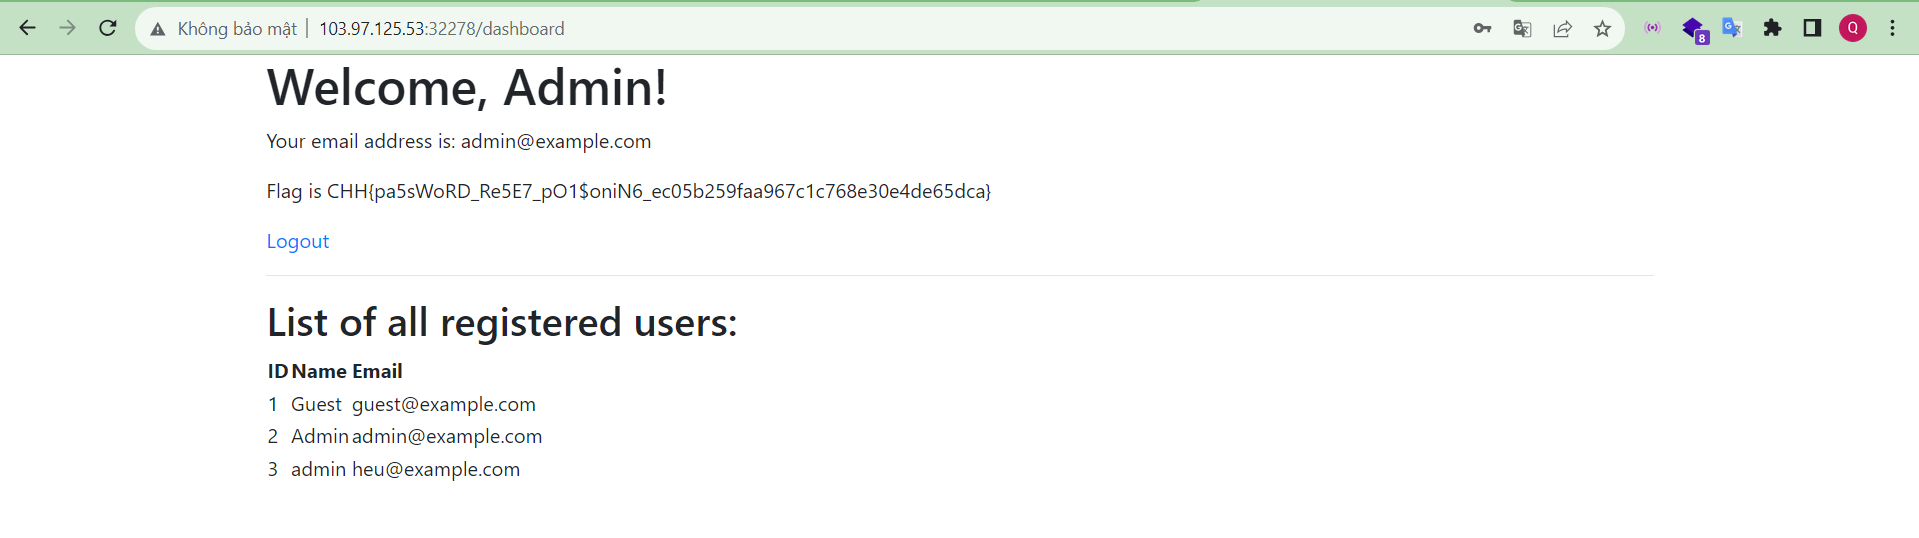 Không bảo mật | 103.97.125.53:32278/dashboard
8
Q
Welcome, Admin!
Your email address is: admin@example.com
Flag is CHH{pa5sWoRD_Re5E7_pO1$oniN6_ec05b259faa967c1c768e30e4de65dca}
Logout
List of all registered users:
ID Name Email
1 Guest guest@example.com
2 Admin admin@example.com
3 admin heu@example.com